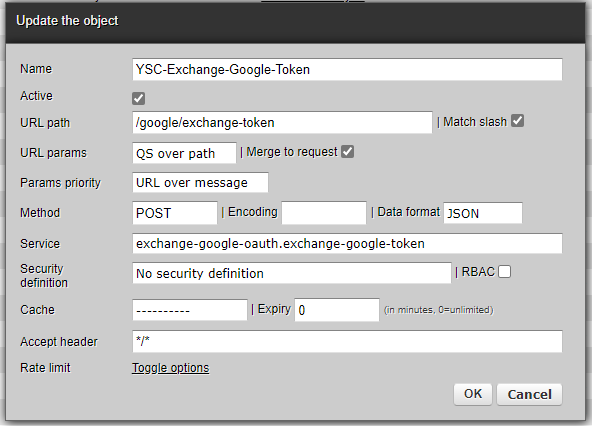 Update the object
Name YSC-Exchange-Google-Token
Active
URL path /google/exchange-token | Match slash
URL params QS over path | Merge to request
Params priority URL over message
Method POST | Encoding | Data format JSON
Service exchange-google-oauth.exchange-google-token
Security definition No security definition | RBAC
Cache ---------- | Expiry 0 (in minutes, 0=unlimited)
Accept header */*
Rate limit Toggle options
OK Cancel